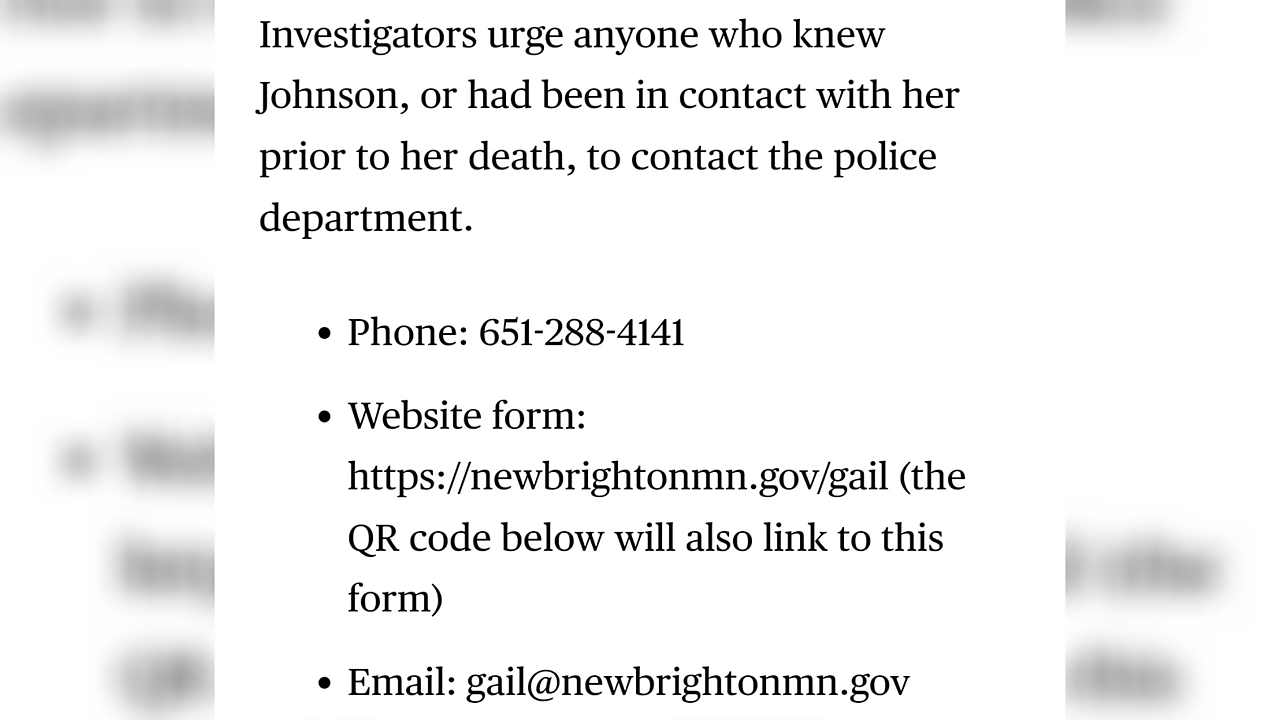 Investigators urge anyone who knew
Johnson, or had been in contact with her
prior to her death, to contact the police
department.
• Phone: 651-288-4141
• Website form:
https://newbrightonmn.gov/gail (the
QR code below will also link to this
form)
• Email: gail@newbrightonmn.gov